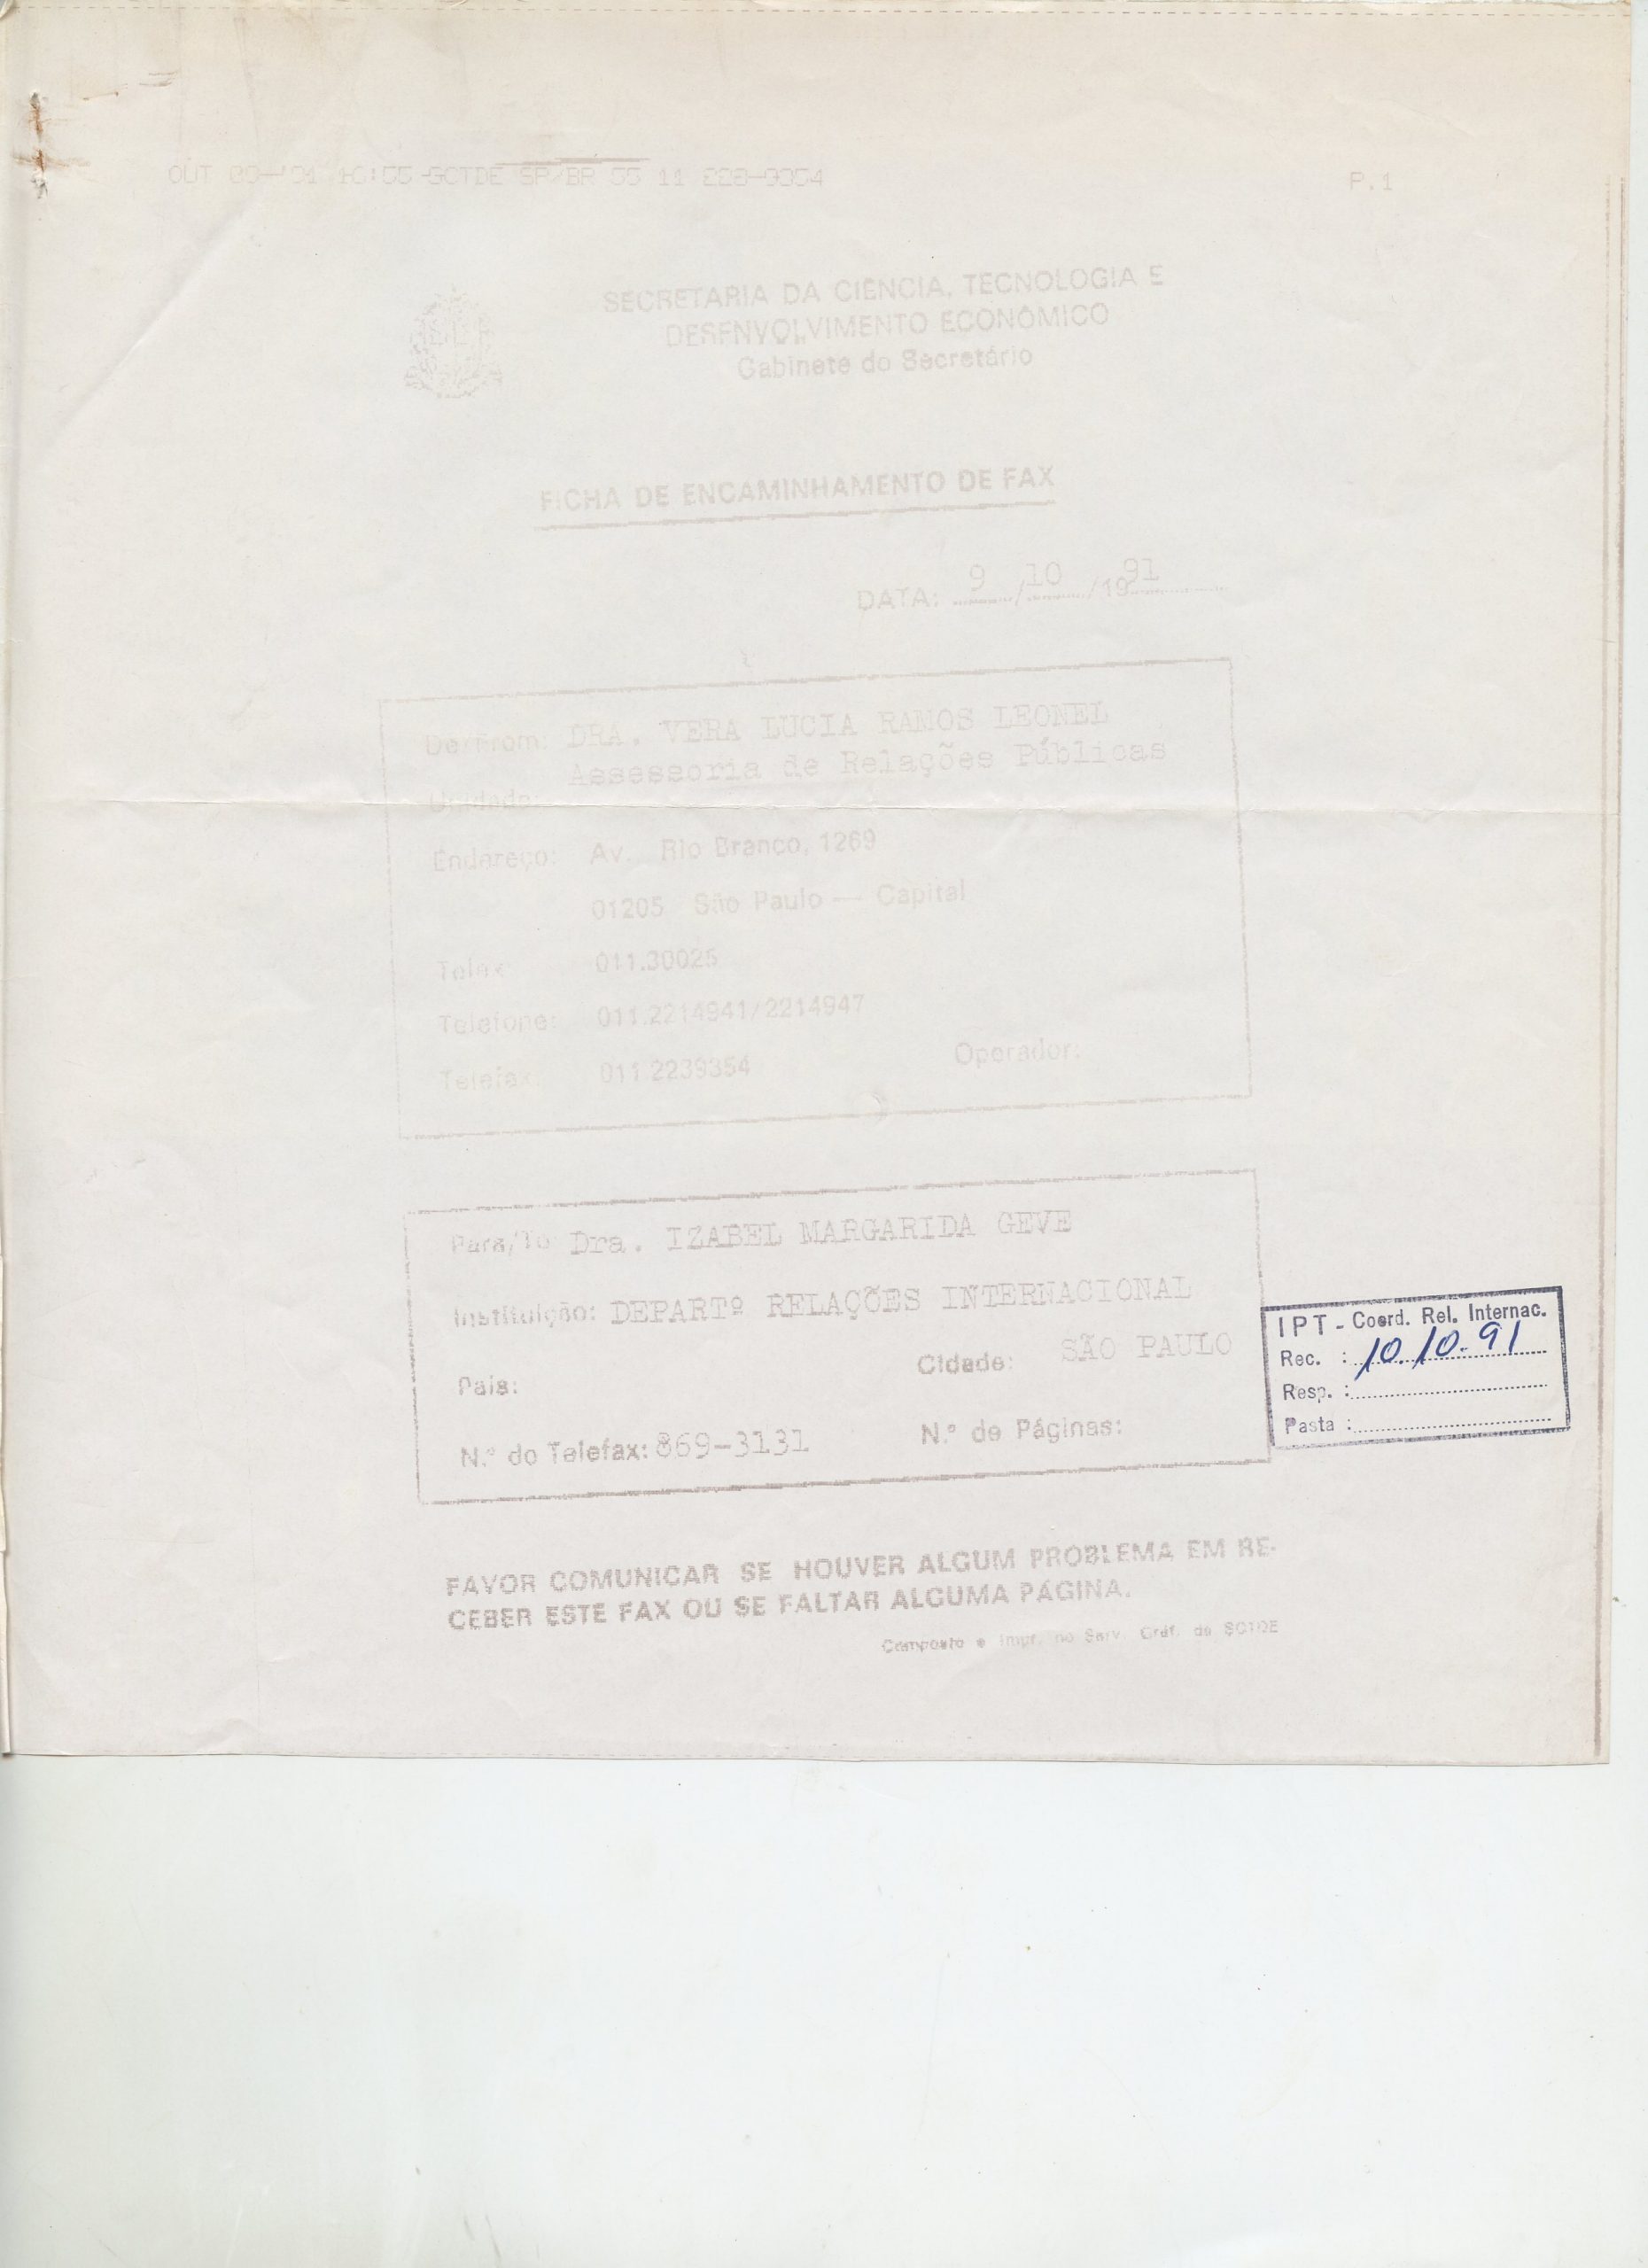 OUT 09-'91 SCTDE SP/BR 55 11 223-9354 P.1
SECRETARIA DA CIÊNCIA, TECNOLOGIA E
DESENVOLVIMENTO ECONÔMICO
Gabinete do Secretário
FICHA DE ENCAMINHAMENTO DE FAX
DATA: 9/10/1991
De/From: DRA. VERA LUCIA RAMOS LEONEL
Assessoria de Relações Públicas
Unidade:
Endereço: Av. Rio Branco, 1269
01205 São Paulo — Capital
Telex 011.30025
Telefone: 011.2214941/2214947
Telefax 011 2239354 Operador:
Para/To Dra. IZABEL MARGARIDA GEVE
Instituição: DEPARTº RELAÇÕES INTERNACIONAL
País: Cidade: SÃO PAULO
N.º do Telefax: 869-3131 N.º de Páginas:
IPT - Coord. Rel. Internac.
Rec. : 10.10.91
Resp. :
Pasta :
FAVOR COMUNICAR SE HOUVER ALGUM PROBLEMA EM RE-
CEBER ESTE FAX OU SE FALTAR ALGUMA PÁGINA.
Composto e Impr. no Serv. Gráf. da SCTDE